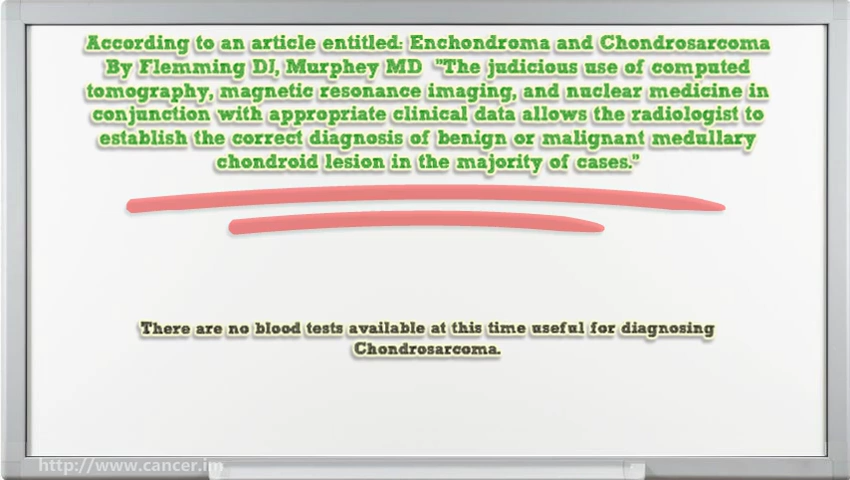 According to an article entitled: Enchondroma and Chondrosarcoma
By Flemming DJ, Murphey MD "The judicious use of computed
tomography, magnetic resonance imaging, and nuclear medicine in
conjunction with appropriate clinical data allows the radiologist to
establish the correct diagnosis of benign or malignant medullary
chondroid lesion in the majority of cases."
There are no blood tests available at this time useful for diagnosing
Chondrosarcoma.
http://www.cancer.im